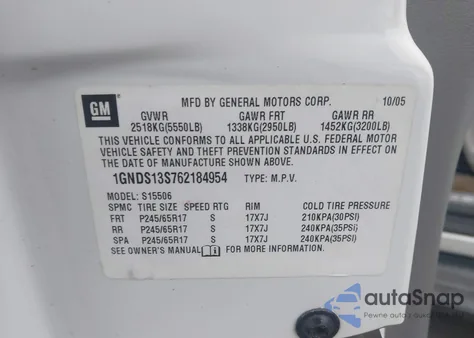 GM
MFD BY GENERAL MOTORS CORP. 10/05
GVWR GAWR FRT GAWR RR
2518KG(5550LB) 1338KG(2950LB) 1452KG(3200LB)
THIS VEHICLE CONFORMS TO ALL APPLICABLE U.S. FEDERAL MOTOR
VEHICLE SAFETY AND THEFT PREVENTION STANDARDS IN EFFECT ON
THE DATE OF MANUFACTURE SHOWN ABOVE.
1GNDS13S762184954 TYPE: M.P.V.
MODEL: S15506
SPMC TIRE SIZE SPEED RTG RIM COLD TIRE PRESSURE
FRT P245/65R17 S 17X7J 210KPA(30PSI)
RR P245/65R17 S 17X7J 240KPA(35PSI)
SPA P245/65R17 S 17X7J 240KPA(35PSI)
SEE OWNER'S MANUAL FOR MORE INFORMATION.
autoSnap
Pewne auto z USA